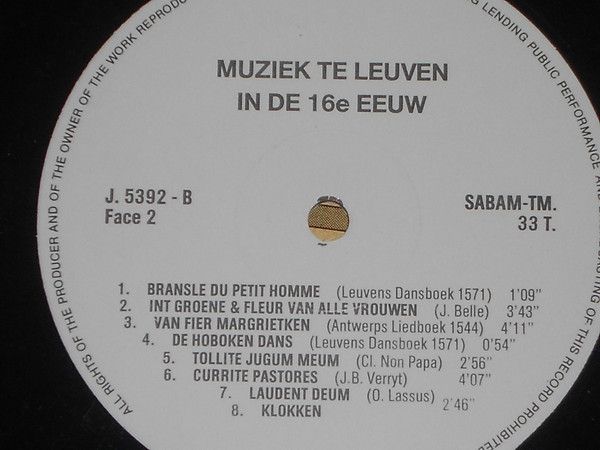 ALL RIGHTS OF THE PRODUCER AND OF THE OWNER OF THE WORK REPRODU
LENDING PUBLIC PERFORMANCE
OF THIS RECORD PROHIBITED
MUZIEK TE LEUVEN
IN DE 16e EEUW
J. 5392 - B
Face 2
SABAM-TM.
33 T.
1. BRANSLE DU PETIT HOMME (Leuvens Dansboek 1571) 1'09"
2. INT GROENE & FLEUR VAN ALLE VROUWEN (J. Belle) 3'43"
3. VAN FIER MARGRIETKEN (Antwerps Liedboek 1544) 4'11"
4. DE HOBOKEN DANS (Leuvens Dansboek 1571) 0'54"
5. TOLLITE JUGUM MEUM (Cl. Non Papa) 2'56"
6. CURRITE PASTORES (J.B. Verryt) 4'07"
7. LAUDENT DEUM (O. Lassus) 2'46"
8. KLOKKEN